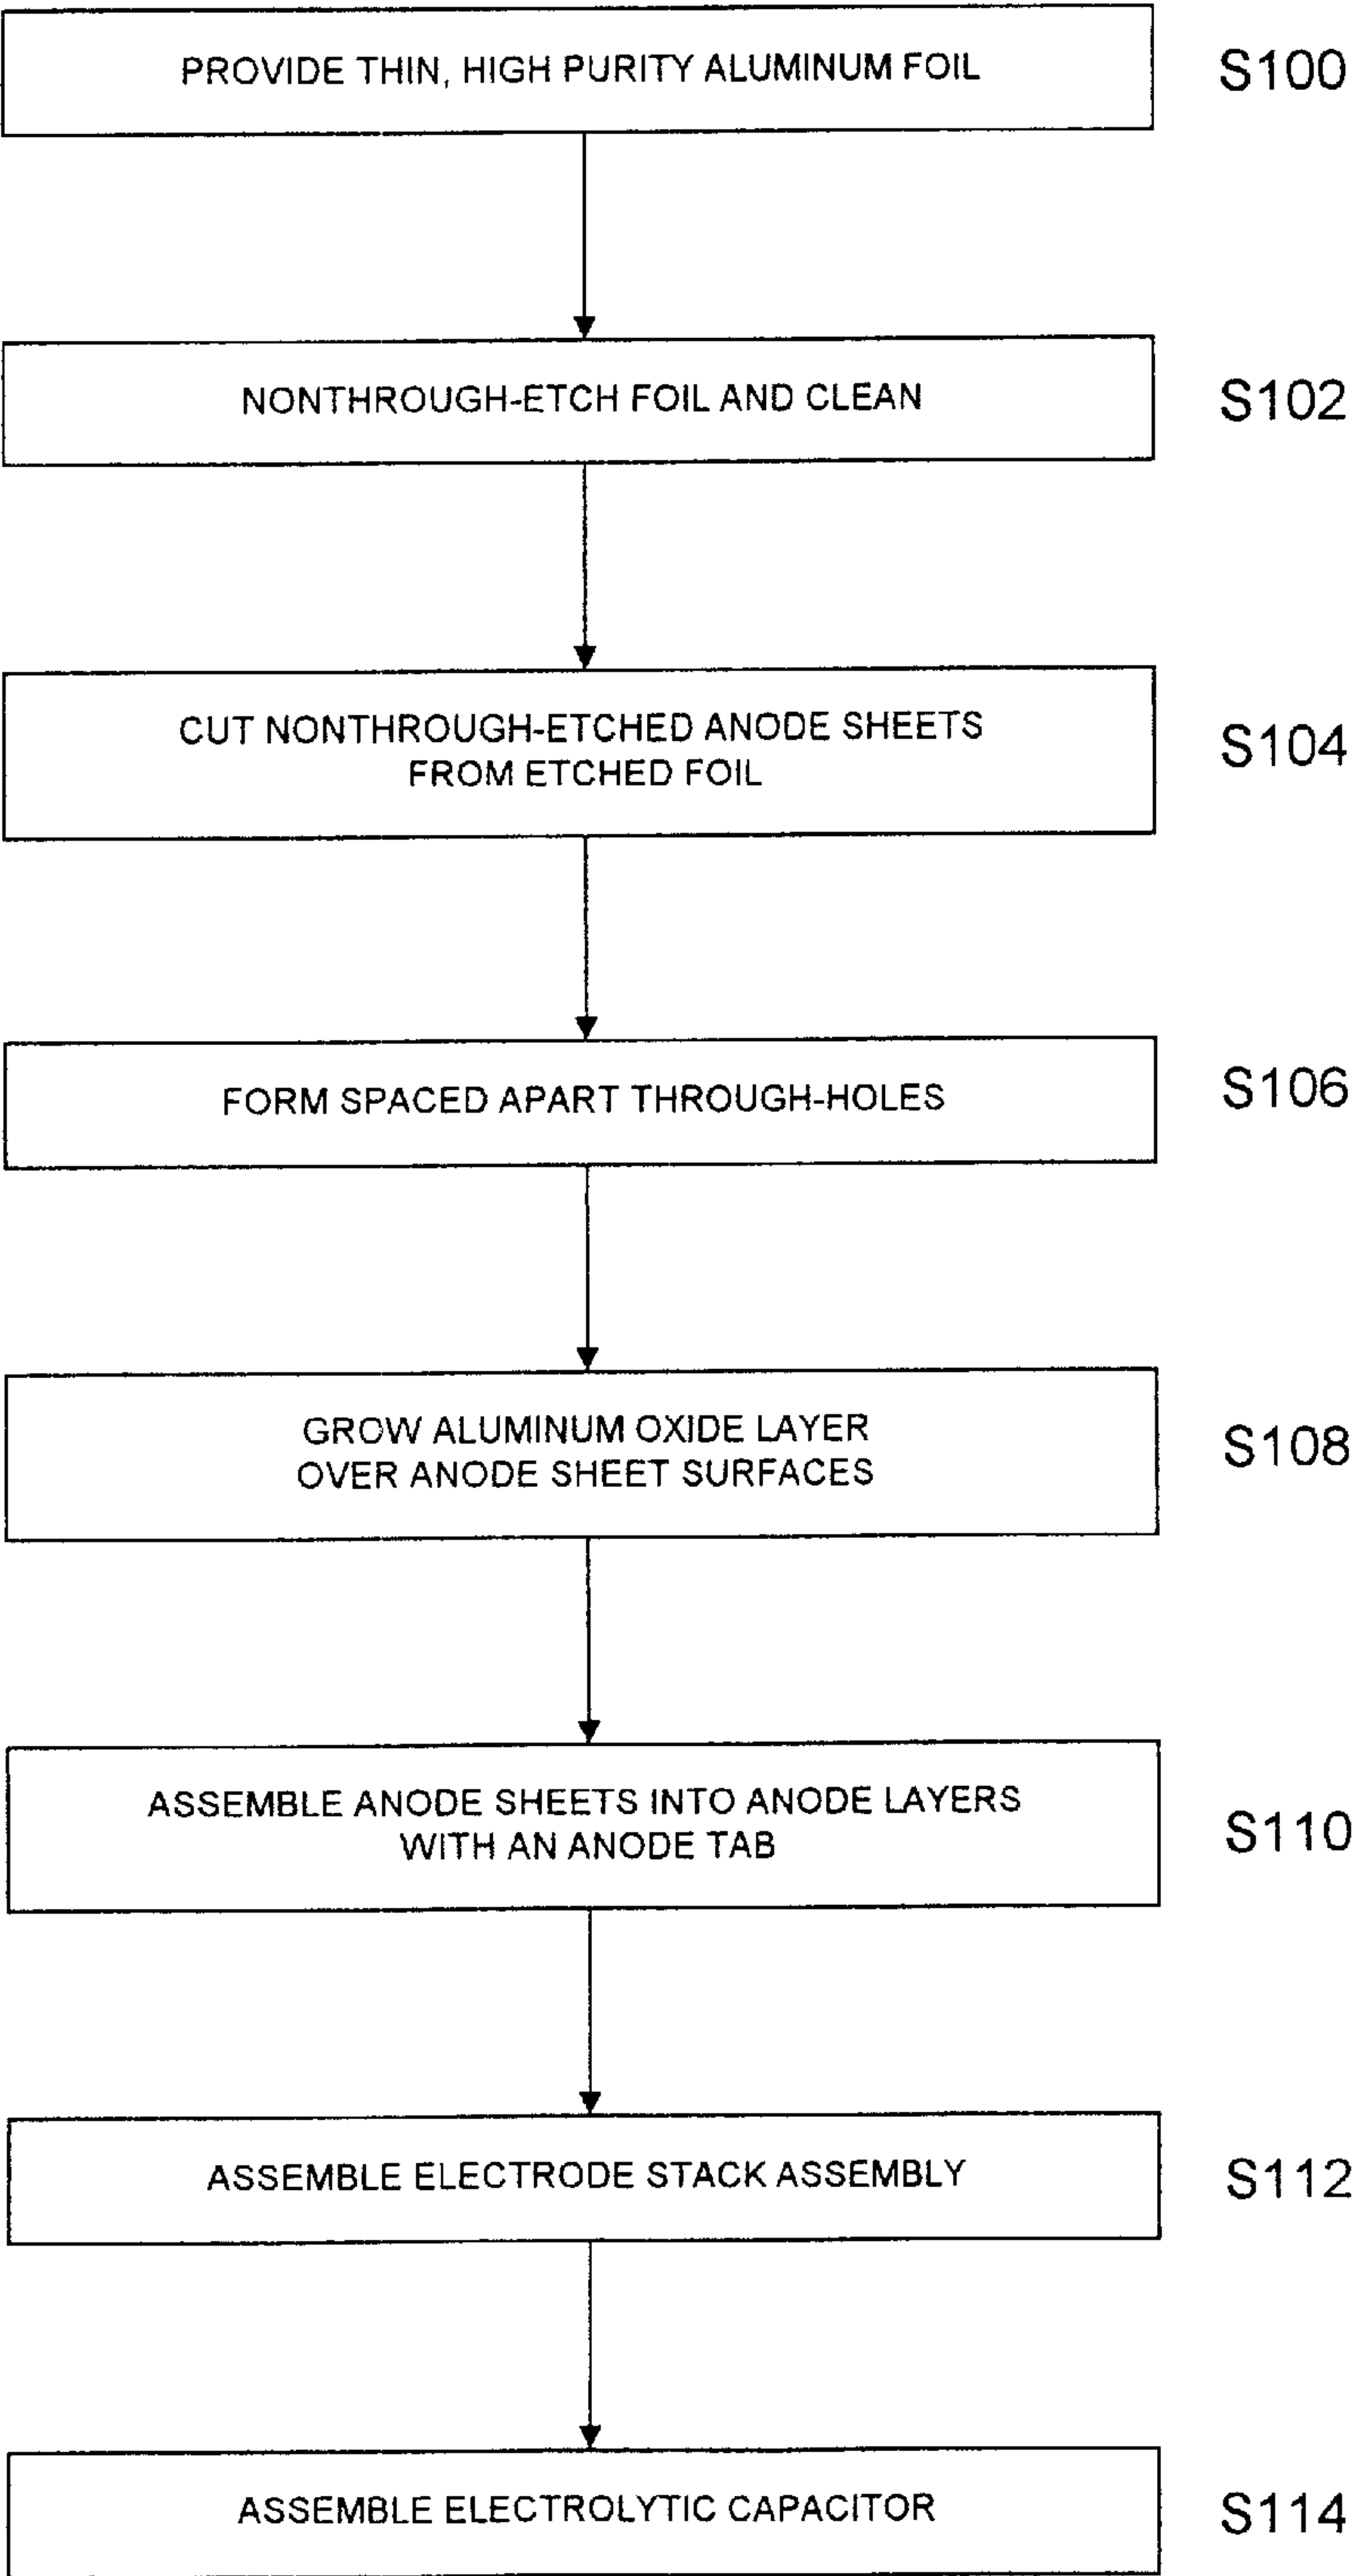 PROVIDE THIN, HIGH PURITY ALUMINUM FOIL
S100
NONTHROUGH-ETCH FOIL AND CLEAN
S102
CUT NONTHROUGH-ETCHED ANODE SHEETS
FROM ETCHED FOIL
S104
FORM SPACED APART THROUGH-HOLES
S106
GROW ALUMINUM OXIDE LAYER
OVER ANODE SHEET SURFACES
S108
ASSEMBLE ANODE SHEETS INTO ANODE LAYERS
WITH AN ANODE TAB
S110
ASSEMBLE ELECTRODE STACK ASSEMBLY
S112
ASSEMBLE ELECTROLYTIC CAPACITOR
S114